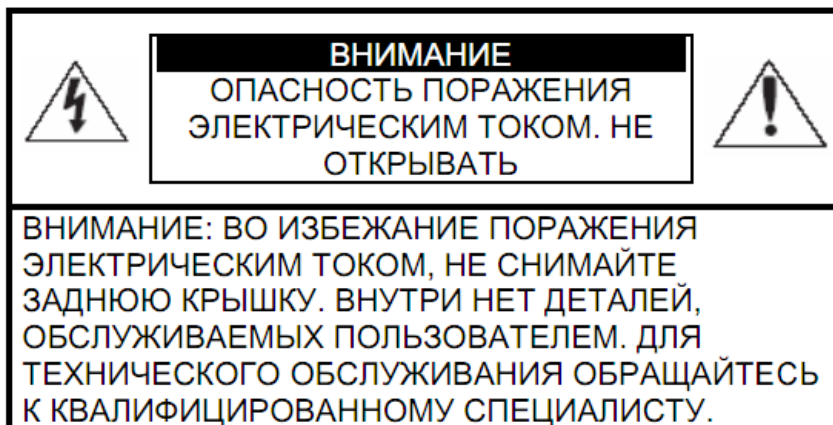 ВНИМАНИЕ
ОПАСНОСТЬ ПОРАЖЕНИЯ
ЭЛЕКТРИЧЕСКИМ ТОКОМ. НЕ
ОТКРЫВАТЬ
ВНИМАНИЕ: ВО ИЗБЕЖАНИЕ ПОРАЖЕНИЯ
ЭЛЕКТРИЧЕСКИМ ТОКОМ, НЕ СНИМАЙТЕ
ЗАДНЮЮ КРЫШКУ. ВНУТРИ НЕТ ДЕТАЛЕЙ,
ОБСЛУЖИВАЕМЫХ ПОЛЬЗОВАТЕЛЕМ. ДЛЯ
ТЕХНИЧЕСКОГО ОБСЛУЖИВАНИЯ ОБРАЩАЙТЕСЬ
К КВАЛИФИЦИРОВАННОМУ СПЕЦИАЛИСТУ.